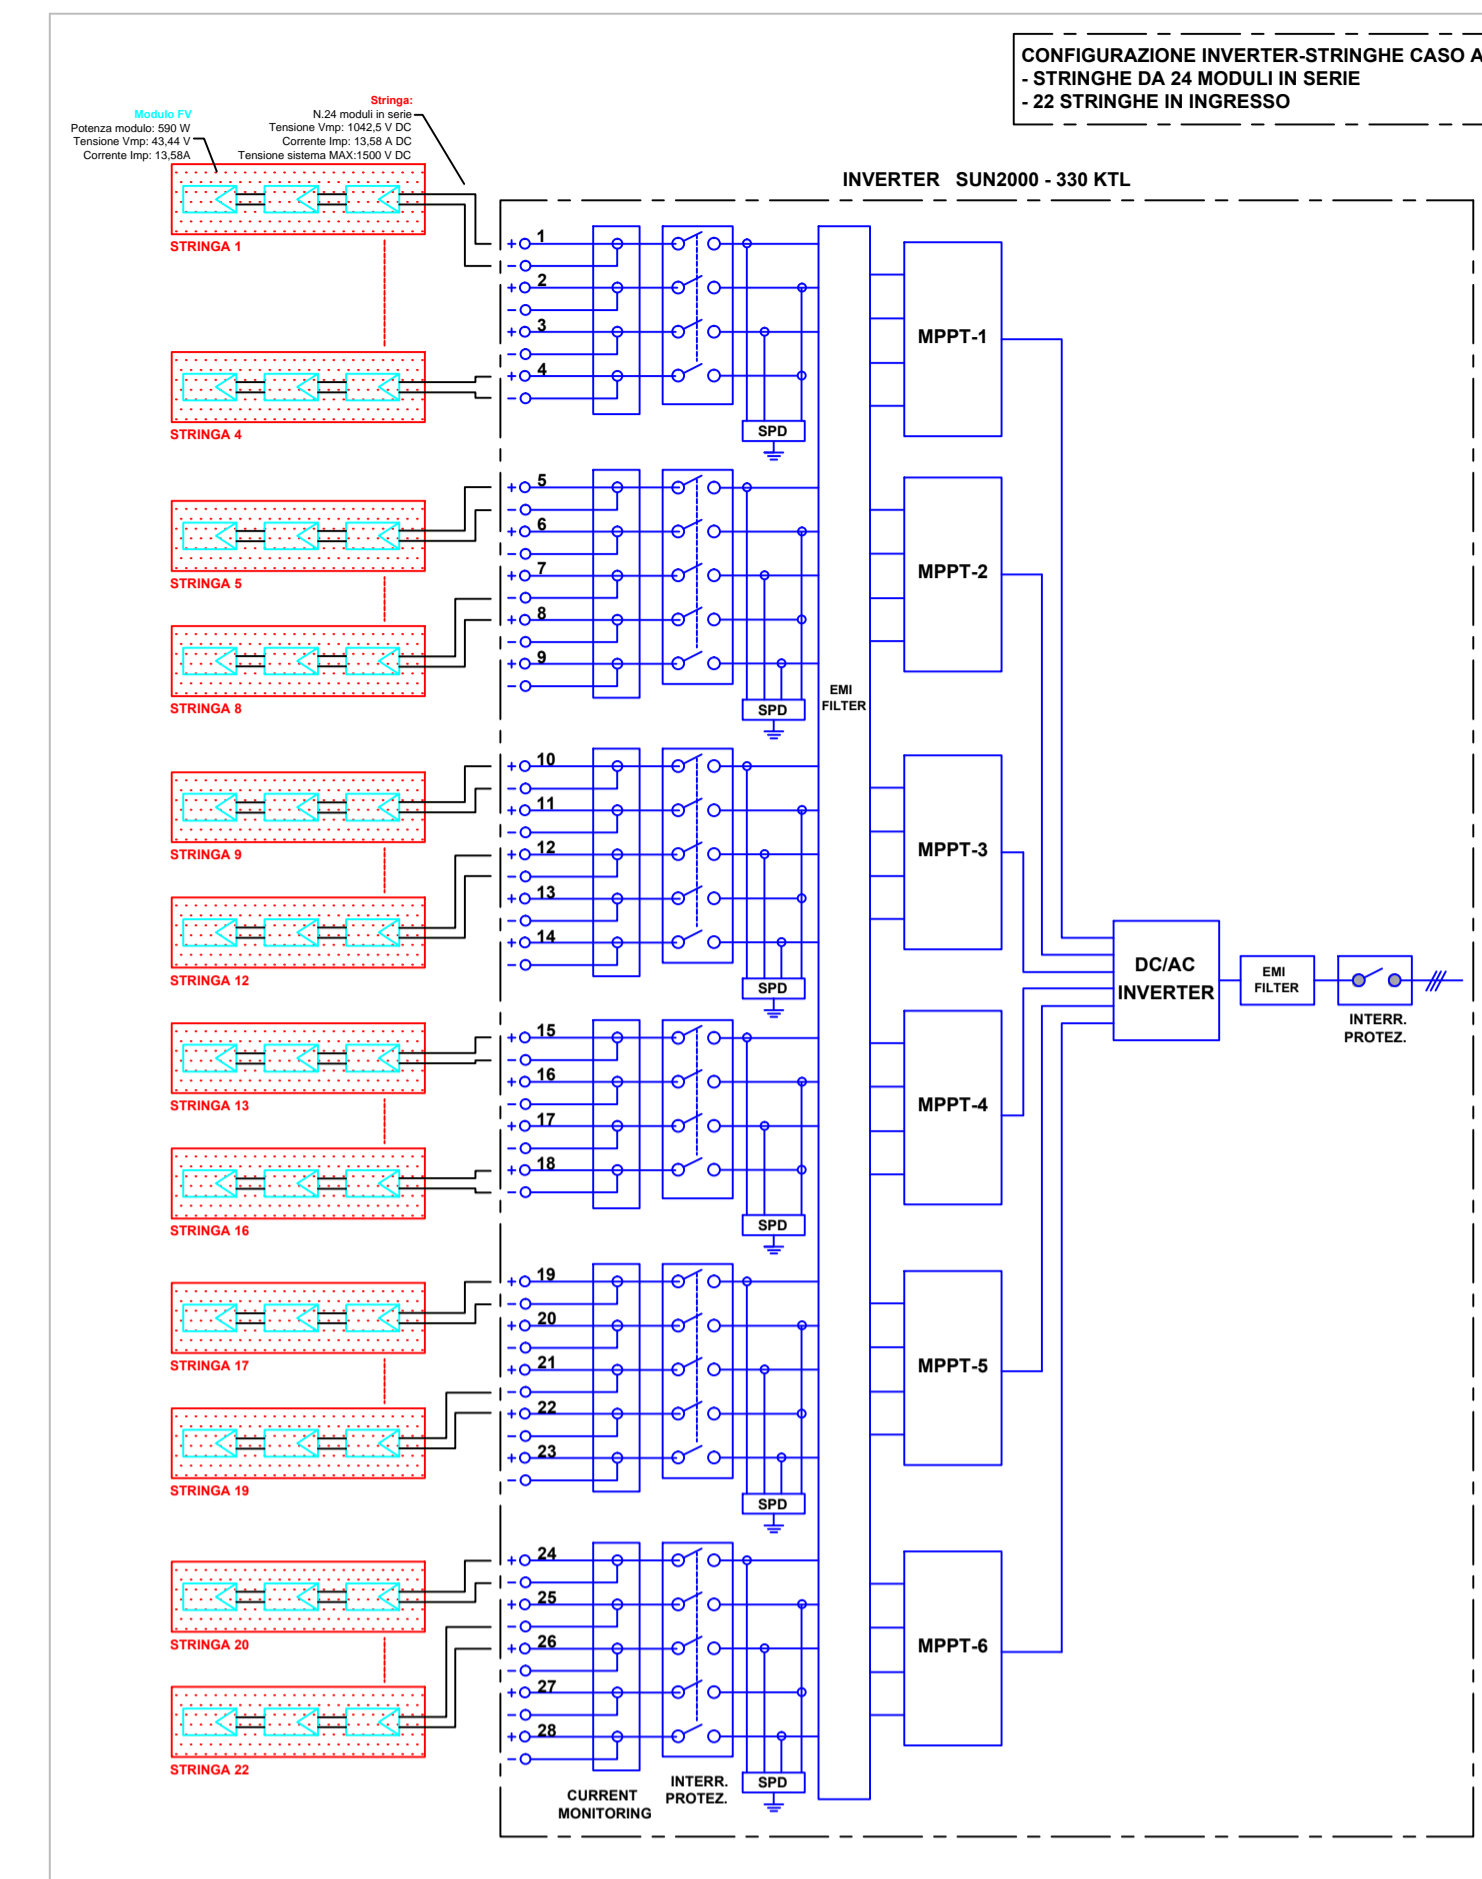 CONFIGURAZIONE INVERTER-STRINGHE CASO A
- STRINGHE DA 24 MODULI IN SERIE
- 22 STRINGHE IN INGRESSO
Modulo FV
Potenza modulo: 590 W
Tensione Vmp: 43,44 V
Corrente Imp: 13,58A
Stringa:
N.24 moduli in serie
Tensione Vmp: 1042,5 V DC
Corrente Imp: 13,58 A DC
Tensione sistema MAX:1500 V DC
INVERTER SUN2000 - 330 KTL
STRINGA 1
STRINGA 4
STRINGA 5
STRINGA 8
STRINGA 9
STRINGA 12
STRINGA 13
STRINGA 16
STRINGA 17
STRINGA 19
STRINGA 20
STRINGA 22
+ 1
-
+ 2
-
+ 3
-
+ 4
-
SPD
+ 5
-
+ 6
-
+ 7
-
+ 8
-
+ 9
-
SPD
+ 10
-
+ 11
-
+ 12
-
+ 13
-
+ 14
-
SPD
+ 15
-
+ 16
-
+ 17
-
+ 18
-
SPD
+ 19
-
+ 20
-
+ 21
-
+ 22
-
+ 23
-
SPD
+ 24
-
+ 25
-
+ 26
-
+ 27
-
+ 28
-
SPD
CURRENT
MONITORING
INTERR.
PROTEZ.
EMI
FILTER
MPPT-1
MPPT-2
MPPT-3
MPPT-4
MPPT-5
MPPT-6
DC/AC
INVERTER
EMI
FILTER
INTERR.
PROTEZ.